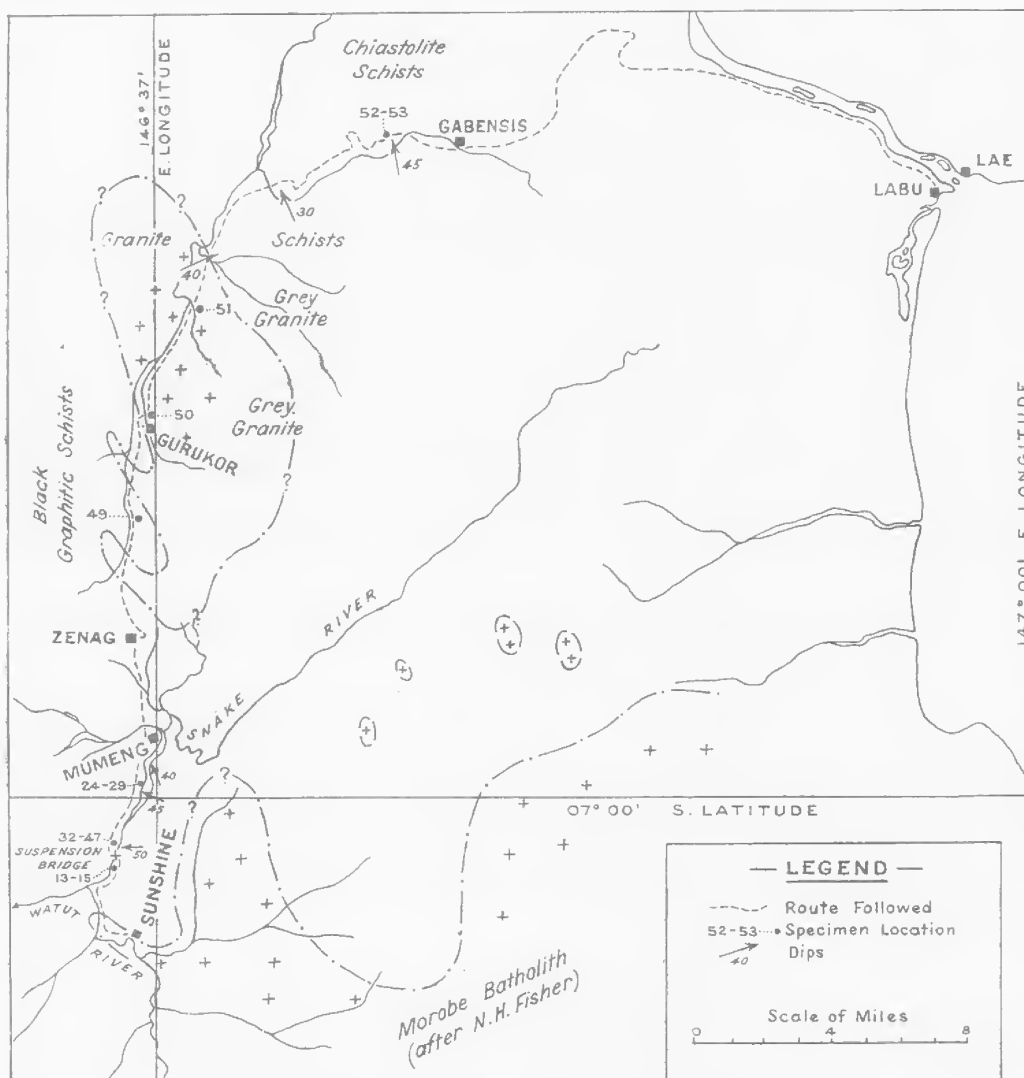 146° 37'
E. LONGITUDE
Chiastolite
Schists
52-53
GABENSIS
45
LAE
LABU
30
?
?
Granite
Schists
40
?
51
Grey
Granite
Grey
Granite
50
GURUKOR
?
Black
Graphitic Schists
49
147° 00' E. LONGITUDE
?
ZENAG
SNAKE RIVER
MUMENG
40
24-29
45
?
?
07° 00' S. LATITUDE
32-47
SUSPENSION
BRIDGE
50
13-15
SUNSHINE
WATUT
RIVER
Morobe Batholith
(after N.H. Fisher)
— LEGEND —
Route Followed
52-53 Specimen Location
40 Dips
Scale of Miles
0 4 8